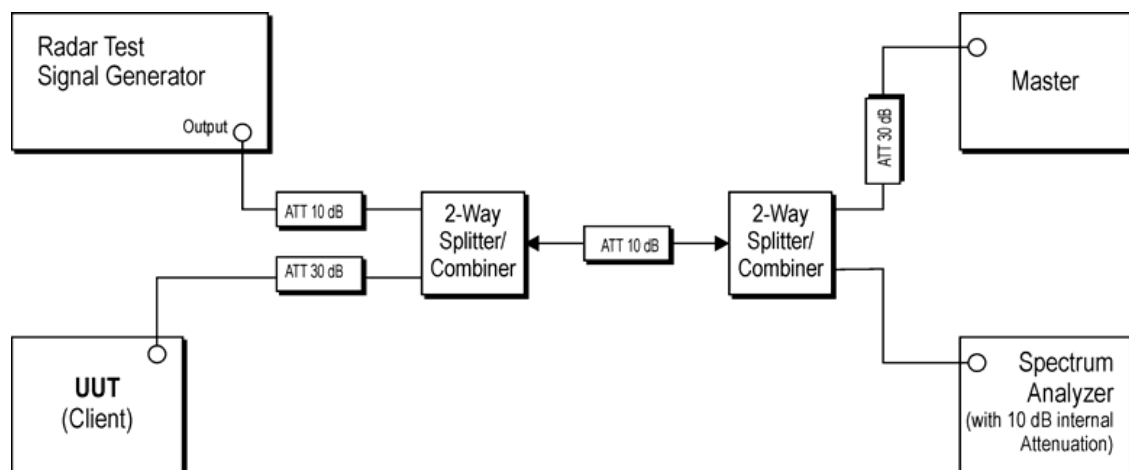 Radar Test
Signal Generator
Output
ATT 10 dB
ATT 30 dB
2-Way
Splitter/
Combiner
ATT 10 dB
2-Way
Splitter/
Combiner
ATT 30 dB
Master
UUT
(Client)
Spectrum
Analyzer
(with 10 dB internal
Attenuation)